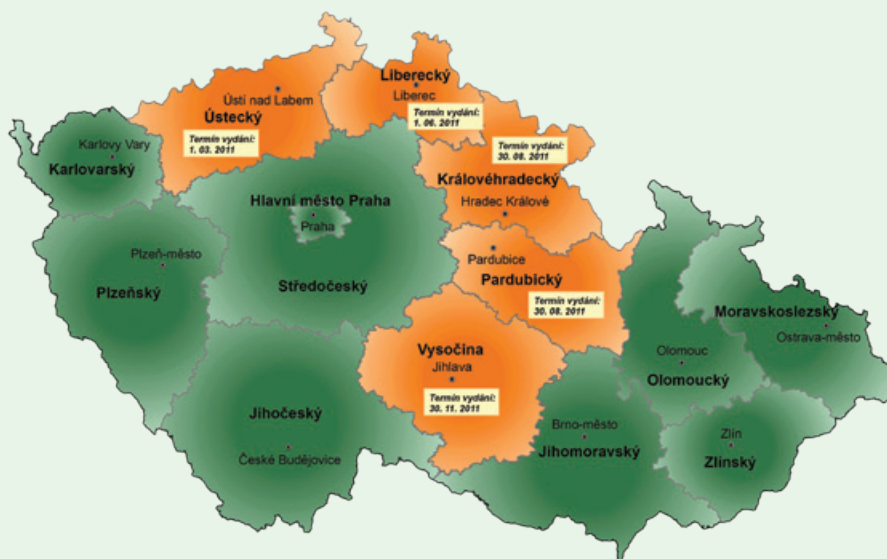 Liberecký
Liberec
Termín vydání:
1. 06. 2011
Ústí nad Labem
Ústecký
Termín vydání:
1. 03. 2011
Karlovy Vary
Karlovarský
Termín vydání:
30. 08. 2011
Královéhradecký
Hradec Králové
Hlavní město Praha
Praha
Plzeň-město
Plzeňský
Středočeský
Pardubice
Pardubický
Termín vydání:
30. 08. 2011
Moravskoslezský
Ostrava-město
Vysočina
Jihlava
Termín vydání:
30. 11. 2011
Olomouc
Olomoucký
Jihočeský
České Budějovice
Brno-město
Jihomoravský
Zlín
Zlínský